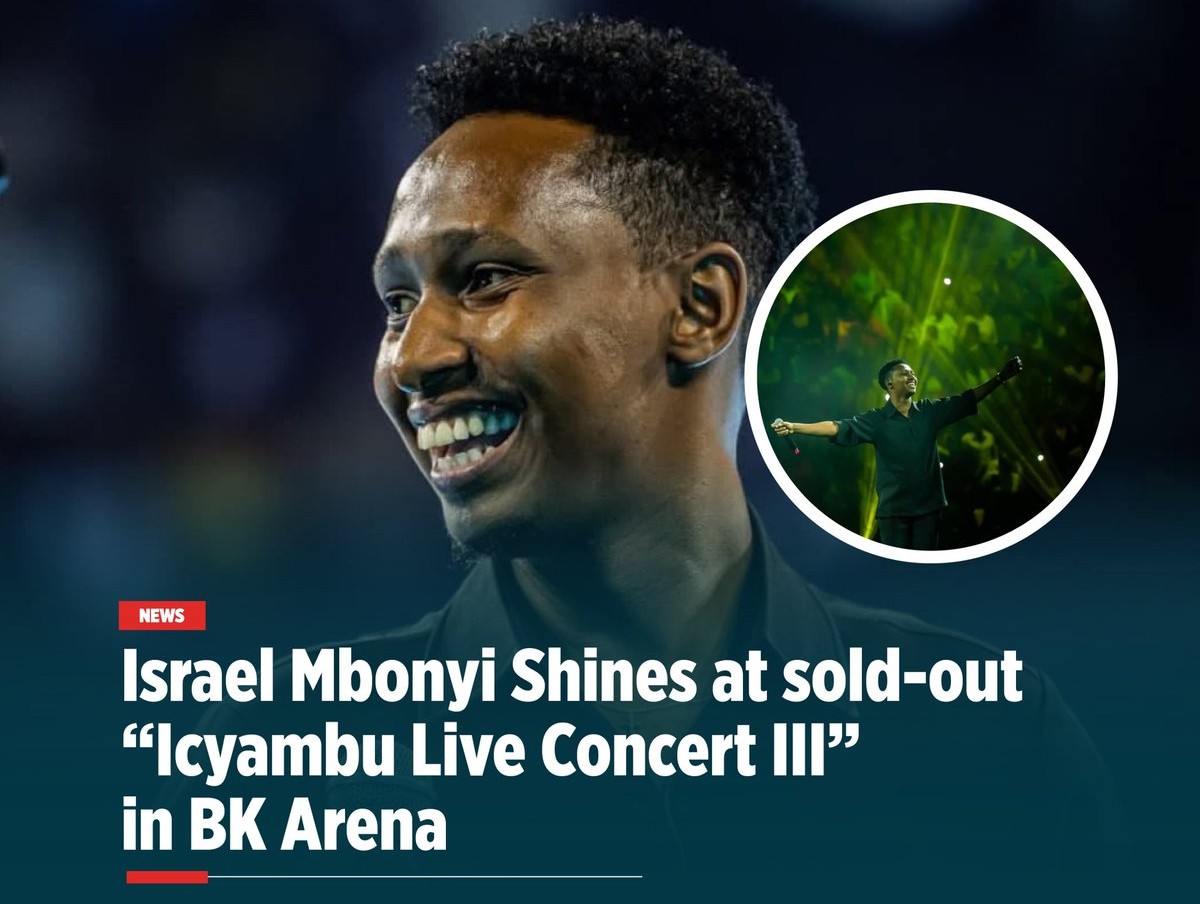 NEWS
Israel Mbonyi Shines at sold-out
“Icyambu Live Concert III”
in BK Arena